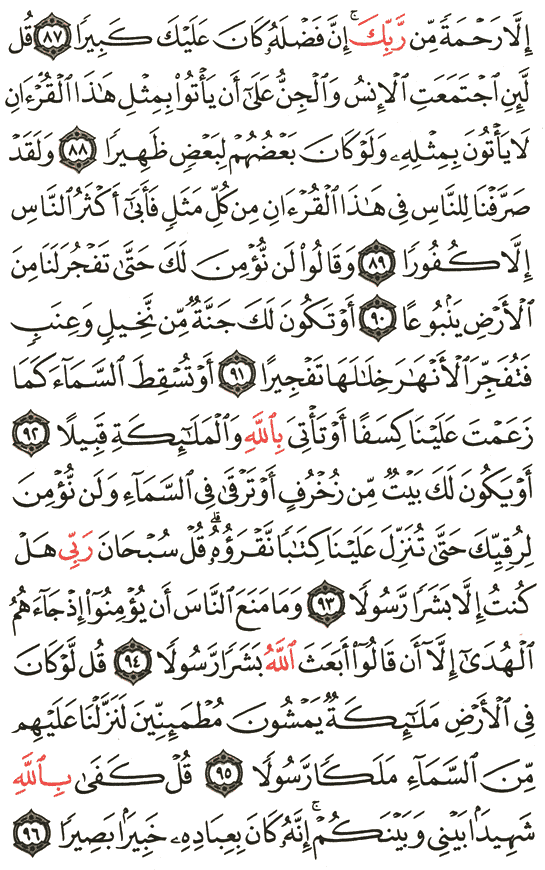 إِلَّا رَحْمَةً مِّن رَّبِّكَ ۚ إِنَّ فَضْلَهُۥ كَانَ عَلَيْكَ كَبِيرًا ٨٧ قُل
لَّئِنِ ٱجْتَمَعَتِ ٱلْإِنسُ وَٱلْجِنُّ عَلَىٰٓ أَن يَأْتُوا۟ بِمِثْلِ هَٰذَا ٱلْقُرْءَانِ
لَا يَأْتُونَ بِمِثْلِهِۦ وَلَوْ كَانَ بَعْضُهُمْ لِبَعْضٍ ظَهِيرًا ٨٨ وَلَقَدْ
صَرَّفْنَا لِلنَّاسِ فِى هَٰذَا ٱلْقُرْءَانِ مِن كُلِّ مَثَلٍ فَأَبَىٰٓ أَكْثَرُ ٱلنَّاسِ
إِلَّا كُفُورًا ٨٩ وَقَالُوا۟ لَن نُّؤْمِنَ لَكَ حَتَّىٰ تَفْجُرَ لَنَا مِنَ
ٱلْأَرْضِ يَنۢبُوعًا ٩٠ أَوْ تَكُونَ لَكَ جَنَّةٌ مِّن نَّخِيلٍ وَعِنَبٍ
فَتُفَجِّرَ ٱلْأَنْهَٰرَ خِلَٰلَهَا تَفْجِيرًا ٩١ أَوْ تُسْقِطَ ٱلسَّمَآءَ كَمَا
زَعَمْتَ عَلَيْنَا كِسَفًا أَوْ تَأْتِىَ بِٱللَّهِ وَٱلْمَلَٰٓئِكَةِ قَبِيلًا ٩٢
أَوْ يَكُونَ لَكَ بَيْتٌ مِّن زُخْرُفٍ أَوْ تَرْقَىٰ فِى ٱلسَّمَآءِ وَلَن نُّؤْمِنَ
لِرُقِيِّكَ حَتَّىٰ تُنَزِّلَ عَلَيْنَا كِتَٰبًا نَّقْرَؤُهُۥ ۗ قُلْ سُبْحَانَ رَبِّى هَلْ
كُنتُ إِلَّا بَشَرًا رَّسُولًا ٩٣ وَمَا مَنَعَ ٱلنَّاسَ أَن يُؤْمِنُوٓا۟ إِذْ جَآءَهُمُ
ٱلْهُدَىٰٓ إِلَّآ أَن قَالُوٓا۟ أَبَعَثَ ٱللَّهُ بَشَرًا رَّسُولًا ٩٤ قُل لَّوْ كَانَ
فِى ٱلْأَرْضِ مَلَٰٓئِكَةٌ يَمْشُونَ مُطْمَئِنِّينَ لَنَزَّلْنَا عَلَيْهِم
مِّنَ ٱلسَّمَآءِ مَلَكًا رَّسُولًا ٩٥ قُلْ كَفَىٰ بِٱللَّهِ
شَهِيدًۢا بَيْنِى وَبَيْنَكُمْ ۚ إِنَّهُۥ كَانَ بِعِبَادِهِۦ خَبِيرًۢا بَصِيرًا ٩٦